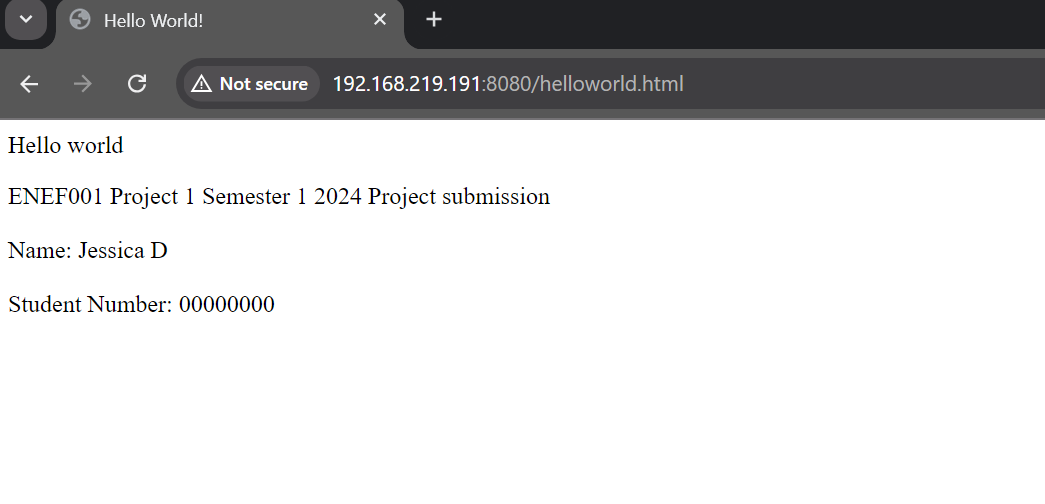 Hello World!
Not secure 192.168.219.191:8080/helloworld.html
Hello world
ENEF001 Project 1 Semester 1 2024 Project submission
Name: Jessica D
Student Number: 00000000